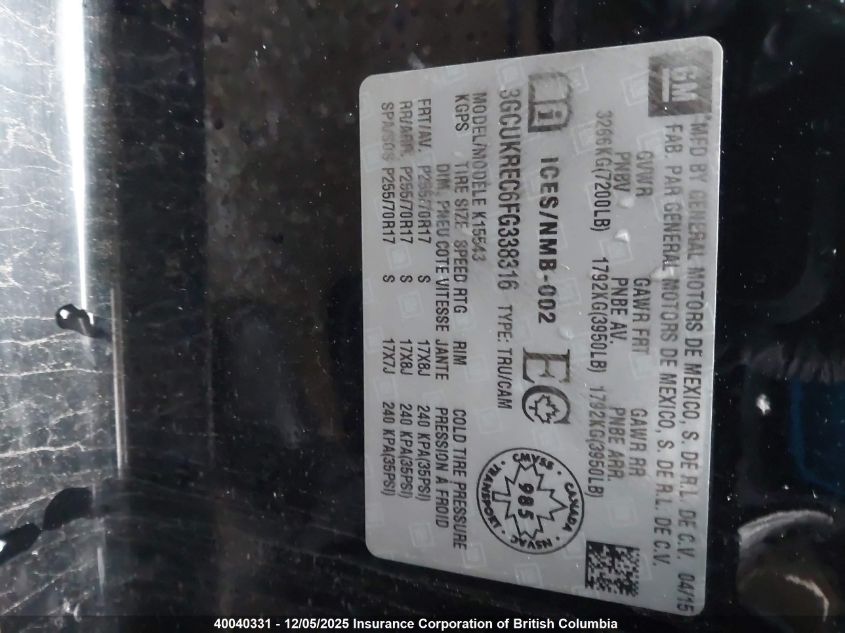 GM
MFD BY GENERAL MOTORS DE MEXICO, S. DE R.L. DE C.V. 04/15
FAB. PAR GENERAL MOTORS DE MEXICO, S. DE R.L. DE C.V.
GVWR GAWR FRT GAWR RR
PNBV PNBE AV. PNBE ARR.
3266KG(7200LB) 1792KG(3950LB) 1792KG(3950LB)
ICES/NMB-002 EC
CANADA CMVSS NSVAC TRANSPORT 985
3GCUKREC6FG338316 TYPE: TRU/CAM
MODEL/MODELE K15543
KGPS TIRE SIZE SPEED RTG RIM COLD TIRE PRESSURE
DIM. PNEU COTE VITESSE JANTE PRESSION À FROID
FRT/AV. P255/70R17 S 17X8J 240 KPA(35PSI)
RR/ARR. P255/70R17 S 17X8J 240 KPA(35PSI)
SPA/SOS P255/70R17 S 17X7J 240 KPA(35PSI)
40040331 - 12/05/2025 Insurance Corporation of British Columbia